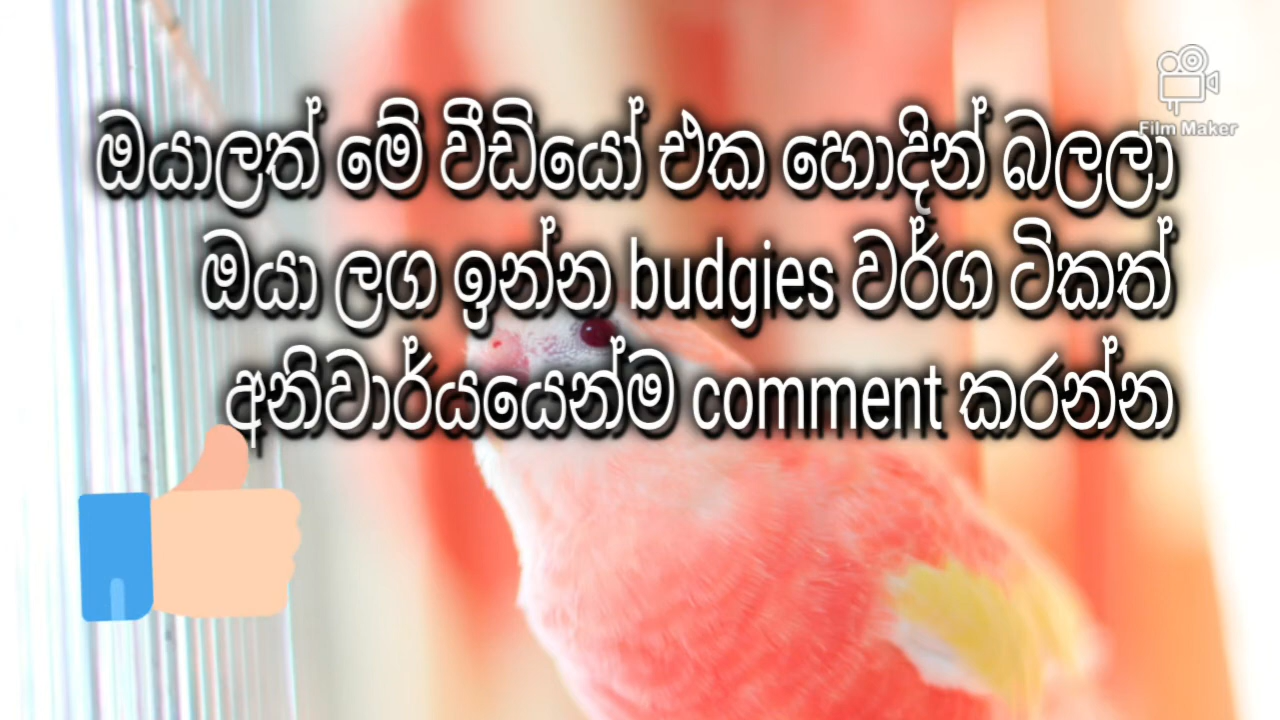 Film Maker
ඔයාලත් මේ වීඩියෝ එක හොදින් බලලා
ඔයා ලග ඉන්න budgies වර්ග ටිකත්
අනිවාර්යයෙන්ම comment කරන්න